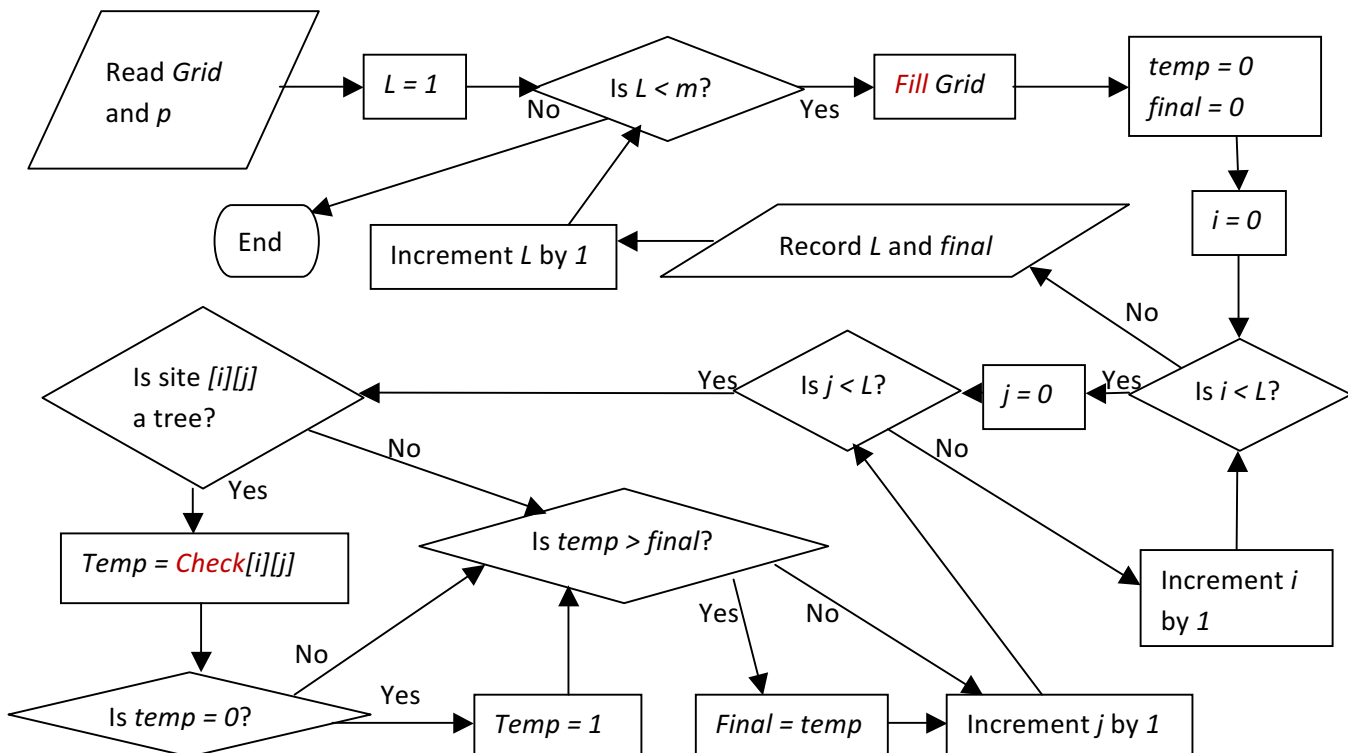 Read Grid
and p
L = 1
Is L < m?
No
Yes
Fill Grid
temp = 0
final = 0
i = 0
End
Increment L by 1
Record L and final
No
Is i < L?
Yes
j = 0
Is j < L?
Yes
No
Is site [i][j]
a tree?
No
Yes
Increment i
by 1
Temp = Check[i][j]
Is temp > final?
Yes
No
No
Is temp = 0?
Yes
Temp = 1
Final = temp
Increment j by 1